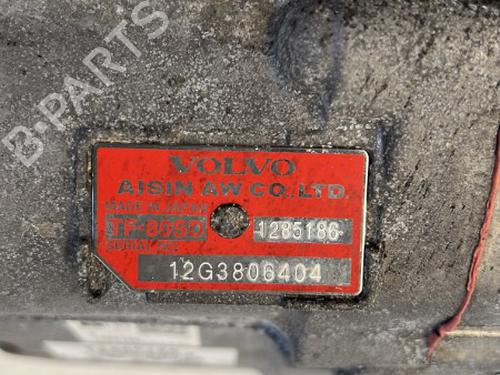 B-PARTS
VOLVO
AISIN AW CO.,LTD.
MADE IN JAPAN
TF-80SD 1285186
SERIAL NO.
12G3806404